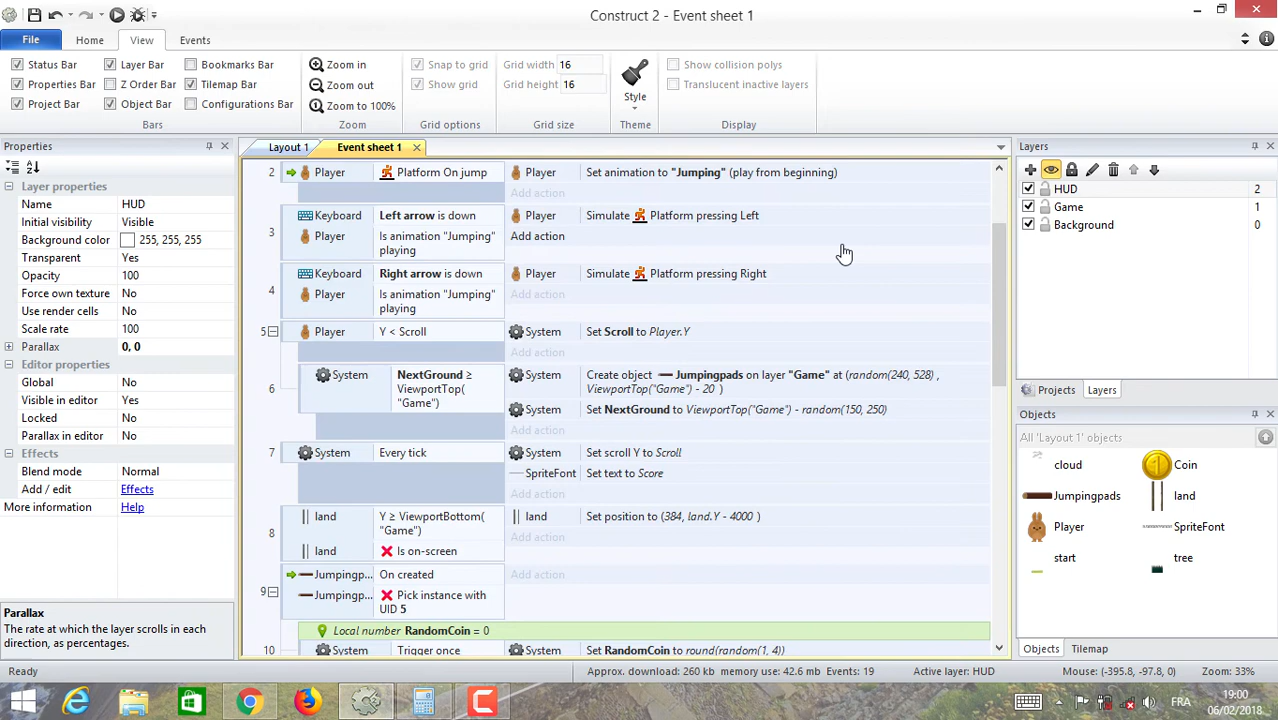 Construct 2 - Event sheet 1
File Home View Events
Status Bar Layer Bar Bookmarks Bar Zoom in Snap to grid Grid width 16 Show collision polys
Properties Bar Z Order Bar Tilemap Bar Zoom out Show grid Grid height 16 Style Translucent inactive layers
Project Bar Object Bar Configurations Bar Zoom to 100%
Bars Zoom Grid options Grid size Theme Display
Properties Layout 1 Event sheet 1 Layers
Layer properties
Name HUD
Initial visibility Visible
Background color 255, 255, 255
Transparent Yes
Opacity 100
Force own texture No
Use render cells No
Scale rate 100
Parallax 0, 0
Editor properties
Global No
Visible in editor Yes
Locked No
Parallax in editor No
Effects
Blend mode Normal
Add / edit Effects
More information Help
Parallax
The rate at which the layer scrolls in each
direction, as percentages.
2 Player Platform On jump Player Set animation to "Jumping" (play from beginning)
Add action
3 Keyboard Left arrow is down Player Simulate Platform pressing Left
Player Is animation "Jumping" Add action
playing
4 Keyboard Right arrow is down Player Simulate Platform pressing Right
Player Is animation "Jumping" Add action
playing
5 Player Y < Scroll System Set Scroll to Player.Y
Add action
6 System NextGround ≥ System Create object Jumpingpads on layer "Game" at (random(240, 528) ,
ViewportTop( ViewportTop("Game") - 20 )
"Game") System Set NextGround to ViewportTop("Game") - random(150, 250)
Add action
7 System Every tick System Set scroll Y to Scroll
SpriteFont Set text to Score
Add action
8 land Y ≥ ViewportBottom( land Set position to (384, land.Y - 4000 )
"Game") Add action
land Is on-screen
9 Jumpingp... On created Add action
Jumpingp... Pick instance with
UID 5
Local number RandomCoin = 0
10 System Trigger once System Set RandomCoin to round(random(1, 4))
HUD 2
Game 1
Background 0
Projects Layers
Objects
All 'Layout 1' objects
cloud Coin
Jumpingpads land
Player SpriteFont
start tree
Objects Tilemap
Ready Approx. download: 260 kb memory use: 42.6 mb Events: 19 Active layer: HUD Mouse: (-395.8, -97.8, 0) Zoom: 33%
FRA 19:00
06/02/2018